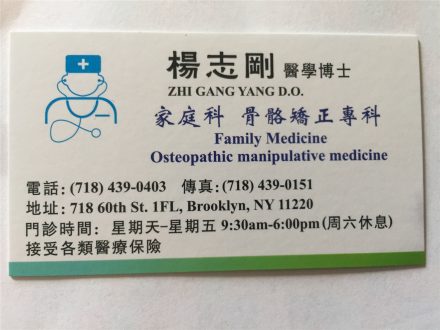 楊志剛 醫學博士
ZHI GANG YANG D.O.
家庭科 骨骼矯正專科
Family Medicine
Osteopathic manipulative medicine
電話: (718) 439-0403 傳真: (718) 439-0151
地址: 718 60th St. 1FL, Brooklyn, NY 11220
門診時間: 星期天-星期五 9:30am-6:00pm (周六休息)
接受各類醫療保險